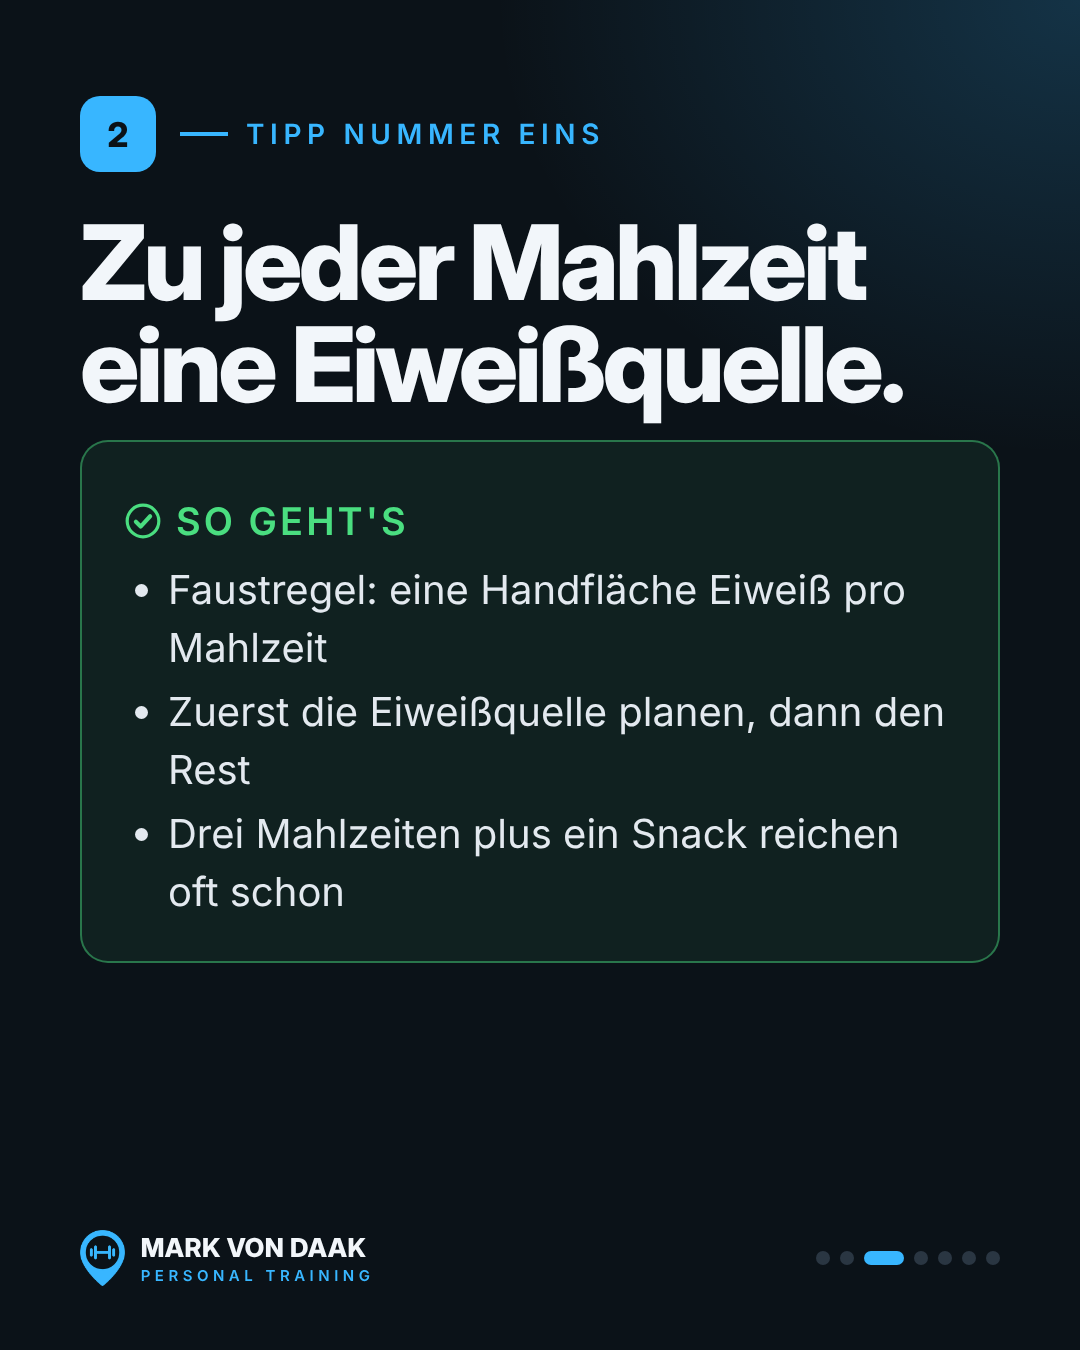 2
TIPP NUMMER EINS
Zu jeder Mahlzeit
eine Eiweißquelle.
SO GEHT'S
• Faustregel: eine Handfläche Eiweiß pro
Mahlzeit
• Zuerst die Eiweißquelle planen, dann den
Rest
• Drei Mahlzeiten plus ein Snack reichen
oft schon
MARK VON DAAK
PERSONAL TRAINING